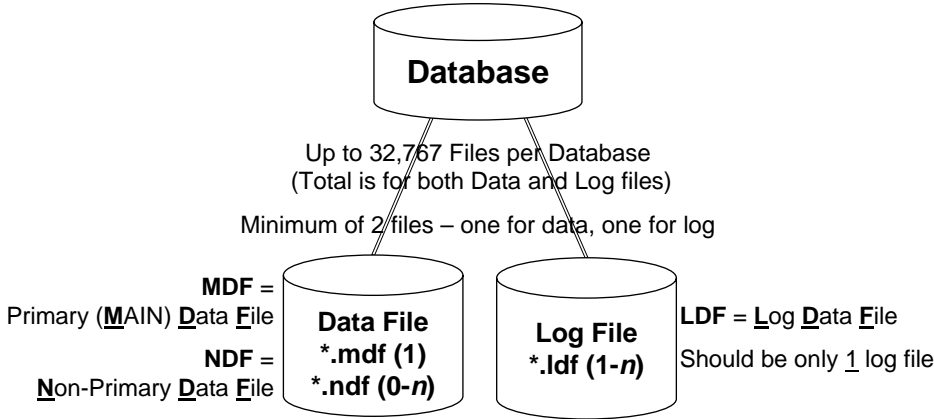 Database
Up to 32,767 Files per Database
(Total is for both Data and Log files)
Minimum of 2 files – one for data, one for log
MDF =
Primary (MAIN) Data File
NDF =
Non-Primary Data File
Data File
*.mdf (1)
*.ndf (0-n)
Log File
*.ldf (1-n)
LDF = Log Data File
Should be only 1 log file